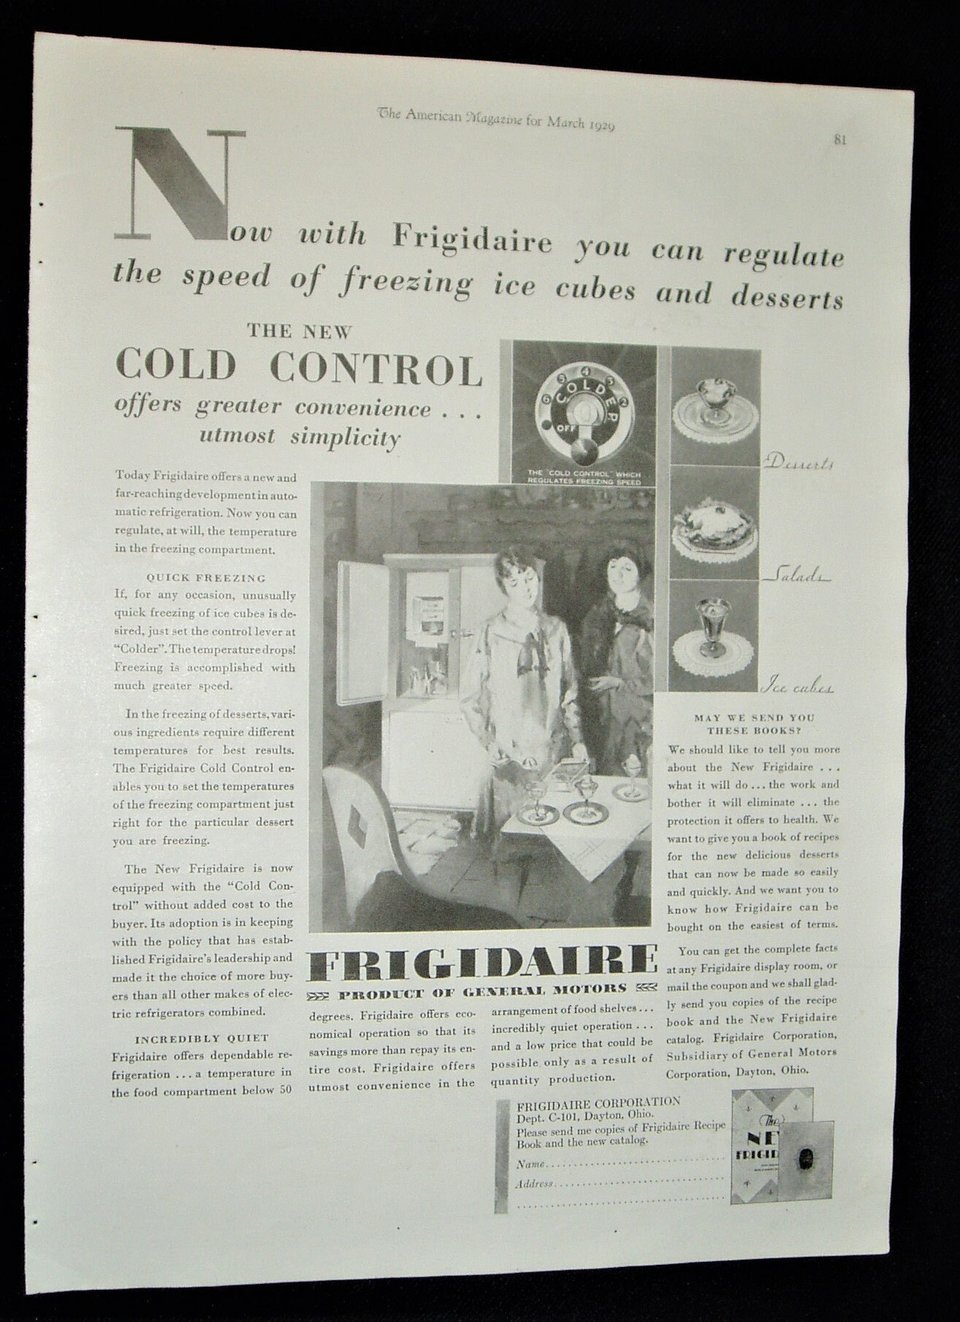 The American Magazine for March 1929
81
Now with Frigidaire you can regulate
the speed of freezing ice cubes and desserts
THE NEW
COLD CONTROL
offers greater convenience . . .
utmost simplicity
Today Frigidaire offers a new and
far-reaching development in auto-
matic refrigeration. Now you can
regulate, at will, the temperature
in the freezing compartment.
QUICK FREEZING
If, for any occasion, unusually
quick freezing of ice cubes is de-
sired, just set the control lever at
“Colder”. The temperature drops!
Freezing is accomplished with
much greater speed.
In the freezing of desserts, vari-
ous ingredients require different
temperatures for best results.
The Frigidaire Cold Control en-
ables you to set the temperatures
of the freezing compartment just
right for the particular dessert
you are freezing.
The New Frigidaire is now
equipped with the “Cold Con-
trol” without added cost to the
buyer. Its adoption is in keeping
with the policy that has estab-
lished Frigidaire's leadership and
made it the choice of more buy-
ers than all other makes of elec-
tric refrigerators combined.
INCREDIBLY QUIET
Frigidaire offers dependable re-
frigeration . . . a temperature in
the food compartment below 50
COLDER
OFF
THE "COLD CONTROL" WHICH
REGULATES FREEZING SPEED
Desserts
Salads
Ice cubes
FRIGIDAIRE
PRODUCT OF GENERAL MOTORS
degrees. Frigidaire offers eco-
nomical operation so that its
savings more than repay its en-
tire cost. Frigidaire offers
utmost convenience in the
arrangement of food shelves . . .
incredibly quiet operation . . .
and a low price that could be
possible only as a result of
quantity production.
MAY WE SEND YOU
THESE BOOKS?
We should like to tell you more
about the New Frigidaire . . .
what it will do . . . the work and
bother it will eliminate . . . the
protection it offers to health. We
want to give you a book of recipes
for the new delicious desserts
that can now be made so easily
and quickly. And we want you to
know how Frigidaire can be
bought on the easiest of terms.
You can get the complete facts
at any Frigidaire display room, or
mail the coupon and we shall glad-
ly send you copies of the recipe
book and the New Frigidaire
catalog. Frigidaire Corporation,
Subsidiary of General Motors
Corporation, Dayton, Ohio.
FRIGIDAIRE CORPORATION
Dept. C-101, Dayton, Ohio.
Please send me copies of Frigidaire Recipe
Book and the new catalog.
Name
Address
The
NE
FRIGID